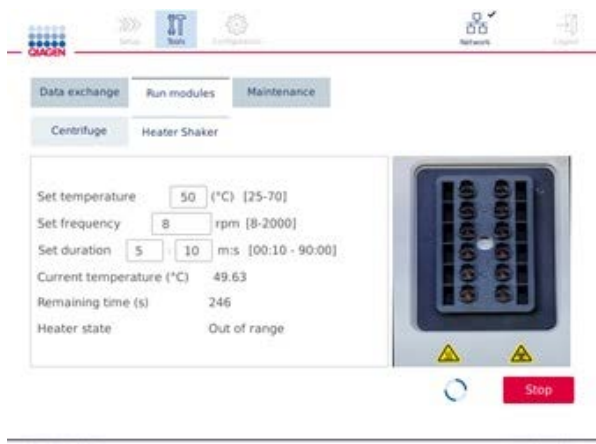 QIAGEN
Setup
Tools
Configuration
Network
Logout
Data exchange
Run modules
Maintenance
Centrifuge
Heater Shaker
Set temperature 50 (°C) [25-70]
Set frequency 8 rpm [8-2000]
Set duration 5 : 10 m:s [00:10 - 90:00]
Current temperature (°C) 49.63
Remaining time (s) 246
Heater state Out of range
Stop